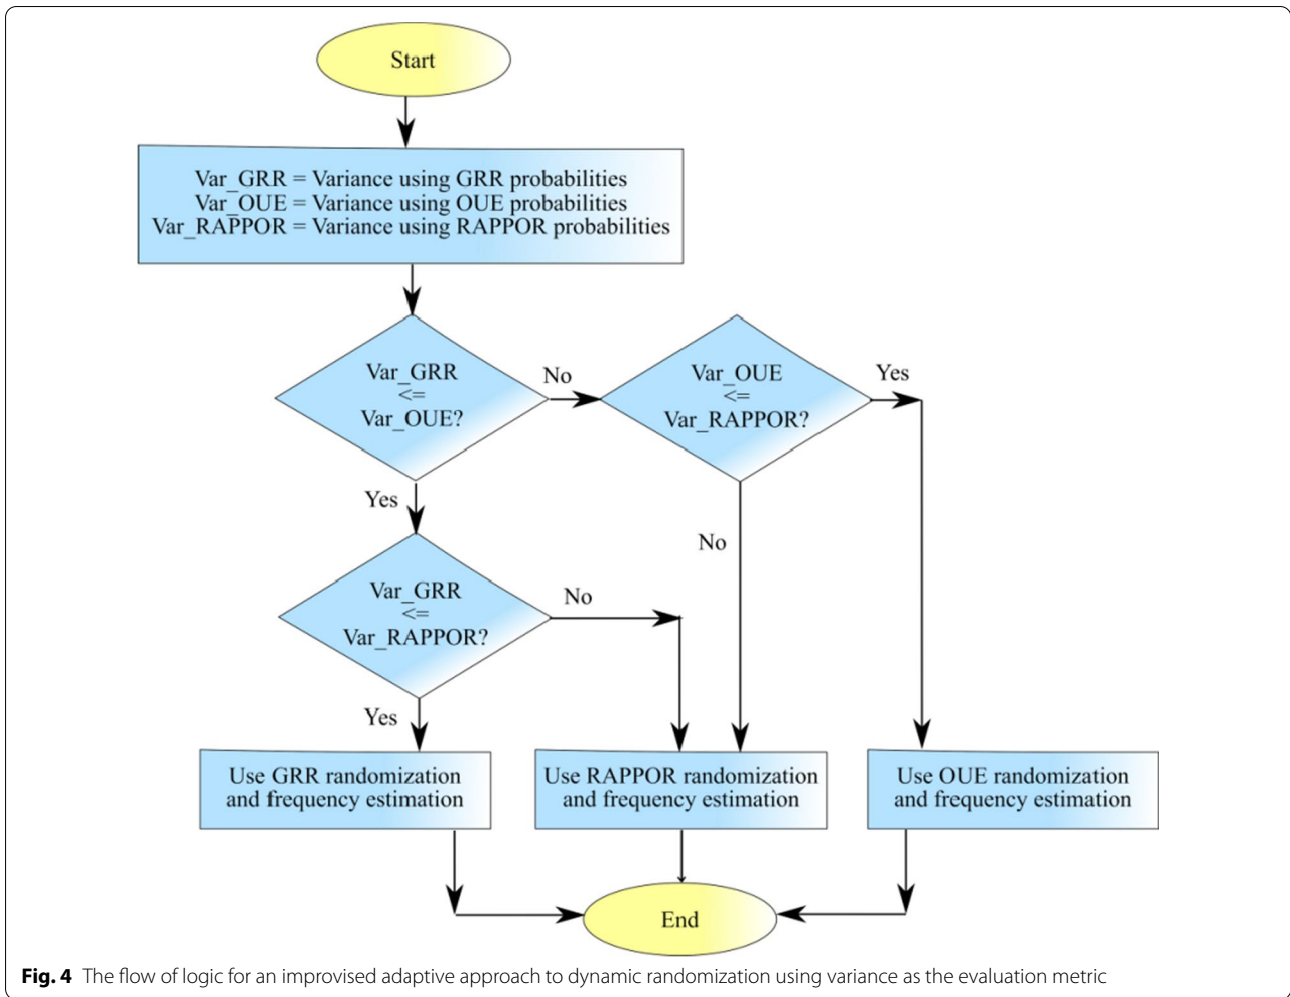 Start
Var_GRR = Variance using GRR probabilities
Var_OUE = Variance using OUE probabilities
Var_RAPPOR = Variance using RAPPOR probabilities
Var_GRR
<=
Var_OUE?
No
Var_OUE
<=
Var_RAPPOR?
Yes
Yes
No
Var_GRR
<=
Var_RAPPOR?
No
Yes
Use GRR randomization
and frequency estimation
Use RAPPOR randomization
and frequency estimation
Use OUE randomization
and frequency estimation
End
Fig. 4 The flow of logic for an improvised adaptive approach to dynamic randomization using variance as the evaluation metric